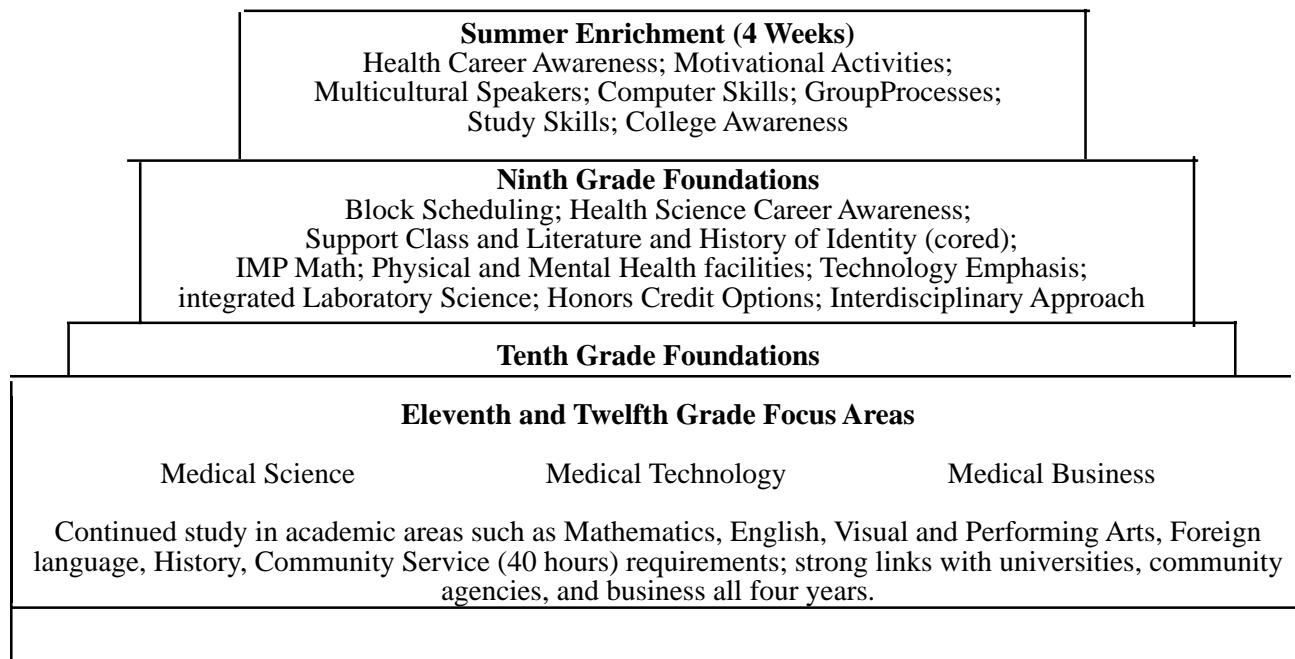 Summer Enrichment (4 Weeks)
Health Career Awareness; Motivational Activities;
Multicultural Speakers; Computer Skills; GroupProcesses;
Study Skills; College Awareness
Ninth Grade Foundations
Block Scheduling; Health Science Career Awareness;
Support Class and Literature and History of Identity (cored);
IMP Math; Physical and Mental Health facilities; Technology Emphasis;
integrated Laboratory Science; Honors Credit Options; Interdisciplinary Approach
Tenth Grade Foundations
Eleventh and Twelfth Grade Focus Areas
Medical Science Medical Technology Medical Business
Continued study in academic areas such as Mathematics, English, Visual and Performing Arts, Foreign
language, History, Community Service (40 hours) requirements; strong links with universities, community
agencies, and business all four years.